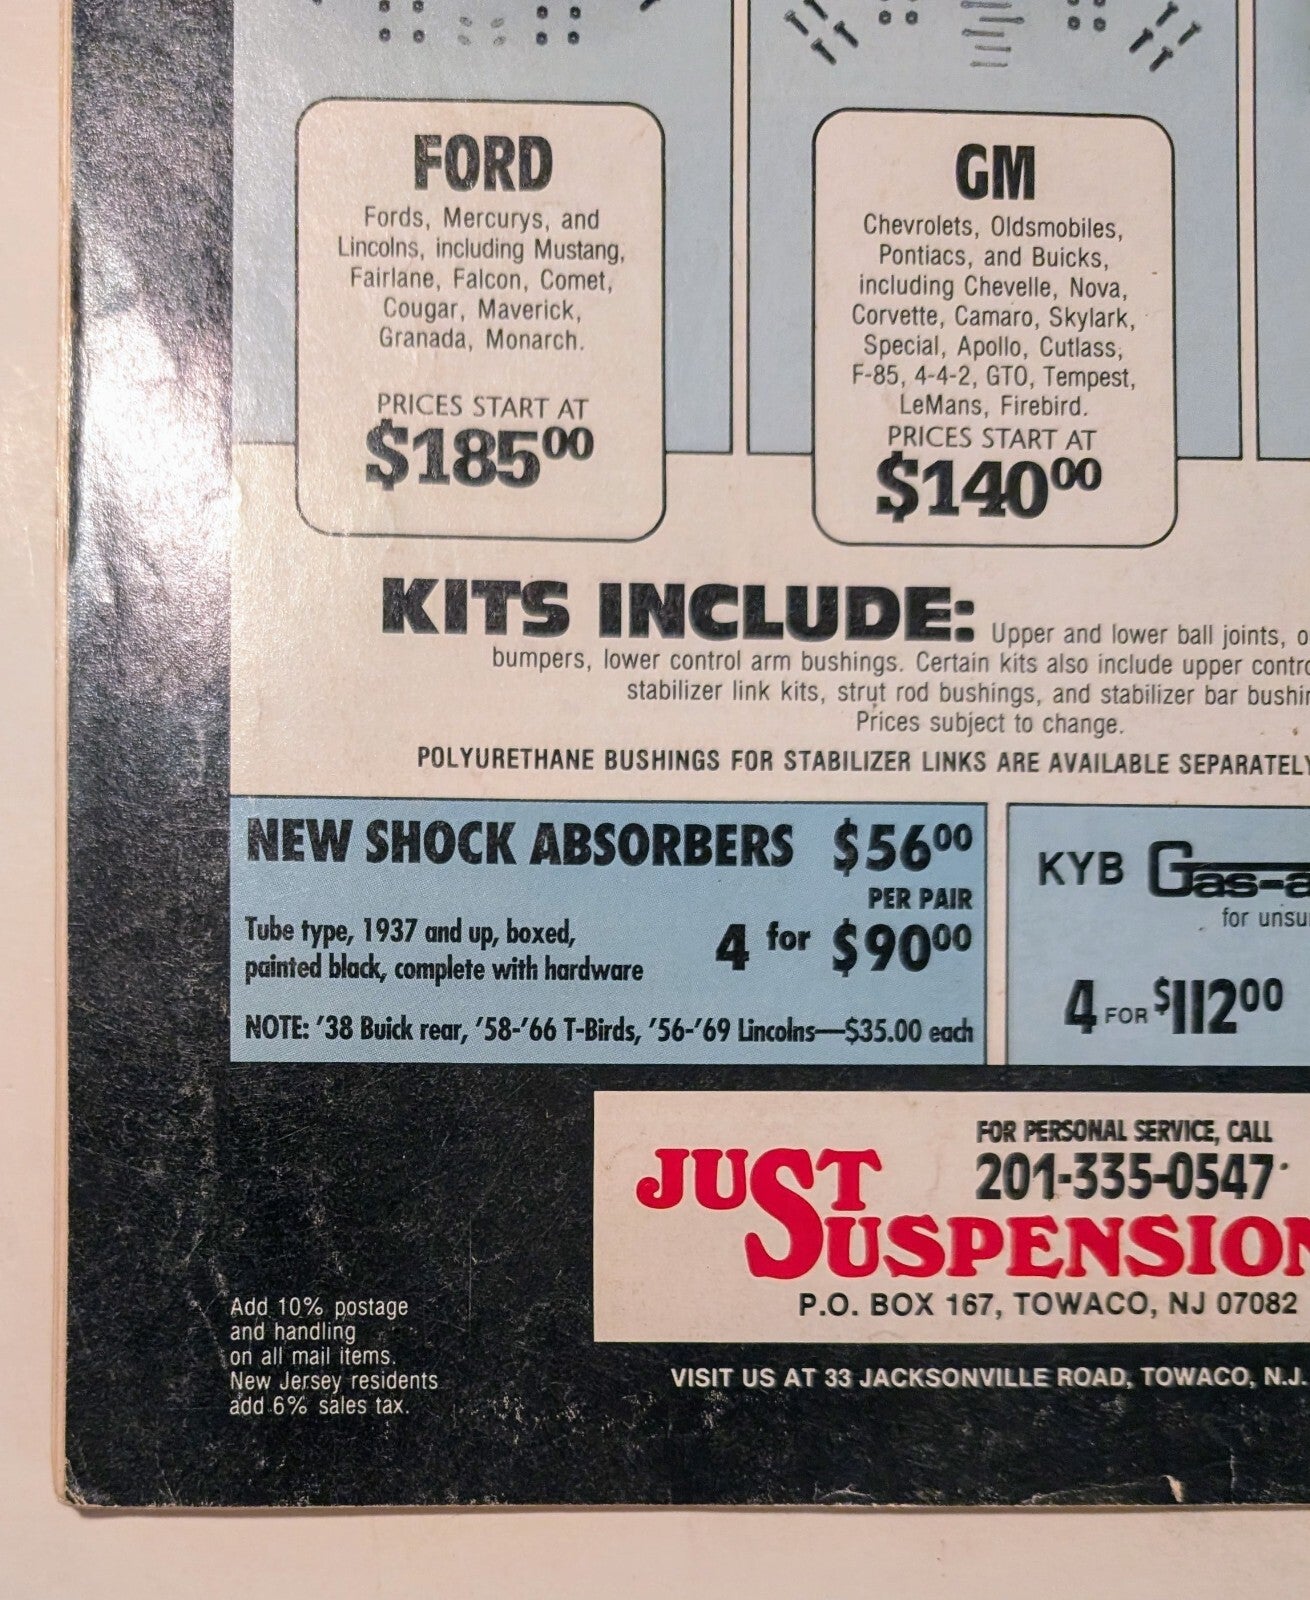 FORD
Fords, Mercurys, and
Lincolns, including Mustang,
Fairlane, Falcon, Comet,
Cougar, Maverick,
Granada, Monarch.
PRICES START AT
$185⁰⁰
GM
Chevrolets, Oldsmobiles,
Pontiacs, and Buicks,
including Chevelle, Nova,
Corvette, Camaro, Skylark,
Special, Apollo, Cutlass,
F-85, 4-4-2, GTO, Tempest,
LeMans, Firebird.
PRICES START AT
$140⁰⁰
KITS INCLUDE: Upper and lower ball joints,
bumpers, lower control arm bushings. Certain kits also include upper
stabilizer link kits, strut rod bushings, and stabilizer bar
Prices subject to change.
POLYURETHANE BUSHINGS FOR STABILIZER LINKS ARE AVAILABLE SEPARATELY
NEW SHOCK ABSORBERS $56⁰⁰
PER PAIR
Tube type, 1937 and up, boxed,
painted black, complete with hardware
4 for $90⁰⁰
NOTE: '38 Buick rear, '58-'66 T-Birds, '56-'69 Lincolns—$35.00 each
KYB Gas-a
for
4 FOR $112⁰⁰
FOR PERSONAL SERVICE, CALL
201-335-0547
JUST
SUSPENSION
P.O. BOX 167, TOWACO, NJ 07082
VISIT US AT 33 JACKSONVILLE ROAD, TOWACO, N.J.
Add 10% postage
and handling
on all mail items.
New Jersey residents
add 6% sales tax.